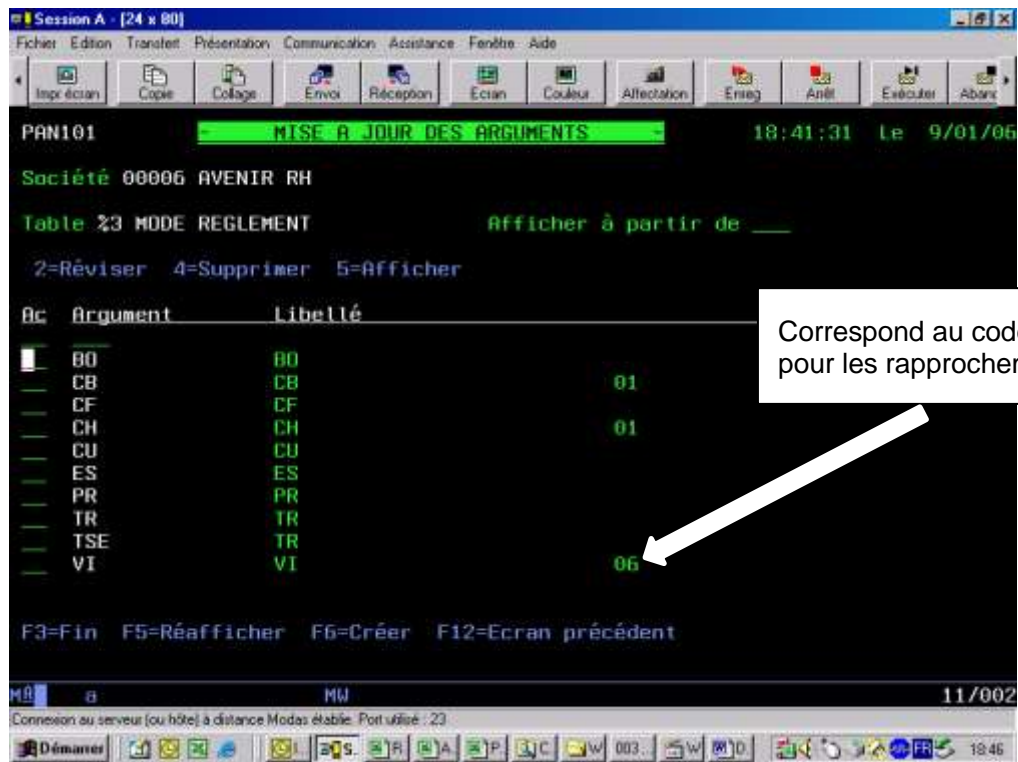 Session A - [24 x 80]
Fichier Edition Transfert Présentation Communication Assistance Fenêtre Aide
Impr écran Copie Collage Envoi Réception Ecran Couleur Affectation Enreg Arrêt Exécuter
PAN101 - MISE A JOUR DES ARGUMENTS - 18:41:31 Le 9/01/06
Société 00006 AVENIR RH
Table %3 MODE REGLEMENT Afficher à partir de ___
2=Réviser 4=Supprimer 5=Afficher
Ac Argument Libellé
BO BO
CB CB 01
CF CF
CH CH 01
CU CU
ES ES
PR PR
TR TR
TSE TR
VI VI 06
Correspond au cod
pour les rapprocher
F3=Fin F5=Réafficher F6=Créer F12=Ecran précédent
MA a MW 11/002
Connexion au serveur (ou hôte) à distance Modas établie. Port utilisé : 23
Démarrer 003 FR 18:46